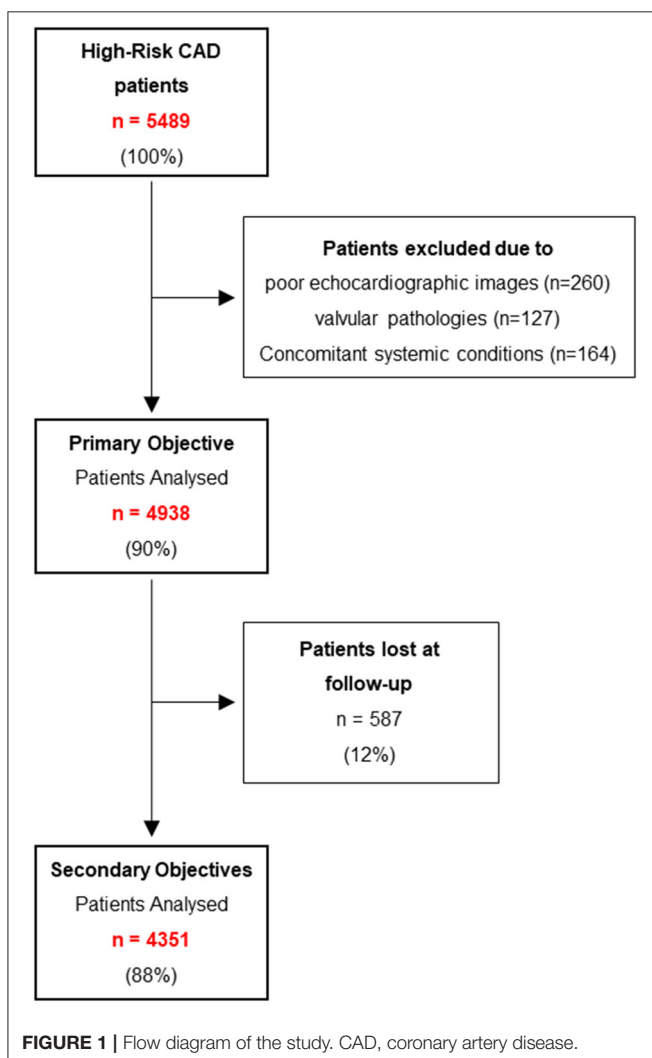 High-Risk CAD
patients
n = 5489
(100%)
Patients excluded due to
poor echocardiographic images (n=260)
valvular pathologies (n=127)
Concomitant systemic conditions (n=164)
Primary Objective
Patients Analysed
n = 4938
(90%)
Patients lost at
follow-up
n = 587
(12%)
Secondary Objectives
Patients Analysed
n = 4351
(88%)
FIGURE 1 | Flow diagram of the study. CAD, coronary artery disease.